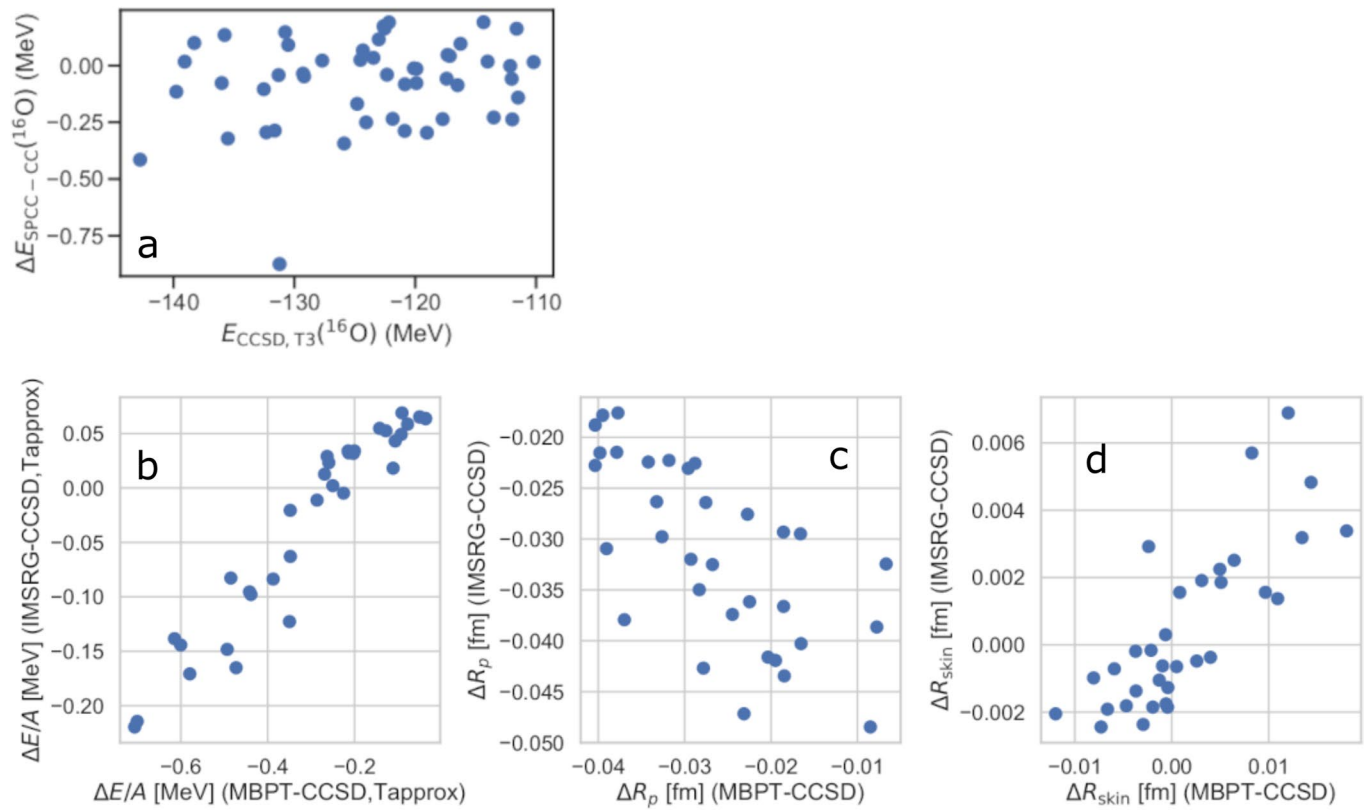 ΔE_SPCC−CC(¹⁶O) (MeV)
0.00
−0.25
−0.50
−0.75
a
−140 −130 −120 −110
E_CCSD, T3(¹⁶O) (MeV)
ΔE/A [MeV] (IMSRG-CCSD,Tapprox)
0.05
0.00
−0.05
−0.10
−0.15
−0.20
b
−0.6 −0.4 −0.2
ΔE/A [MeV] (MBPT-CCSD,Tapprox)
ΔR_p [fm] (IMSRG-CCSD)
−0.020
−0.025
−0.030
−0.035
−0.040
−0.045
−0.050
c
−0.04 −0.03 −0.02 −0.01
ΔR_p [fm] (MBPT-CCSD)
ΔR_skin [fm] (IMSRG-CCSD)
0.006
0.004
0.002
0.000
−0.002
d
−0.01 0.00 0.01
ΔR_skin [fm] (MBPT-CCSD)